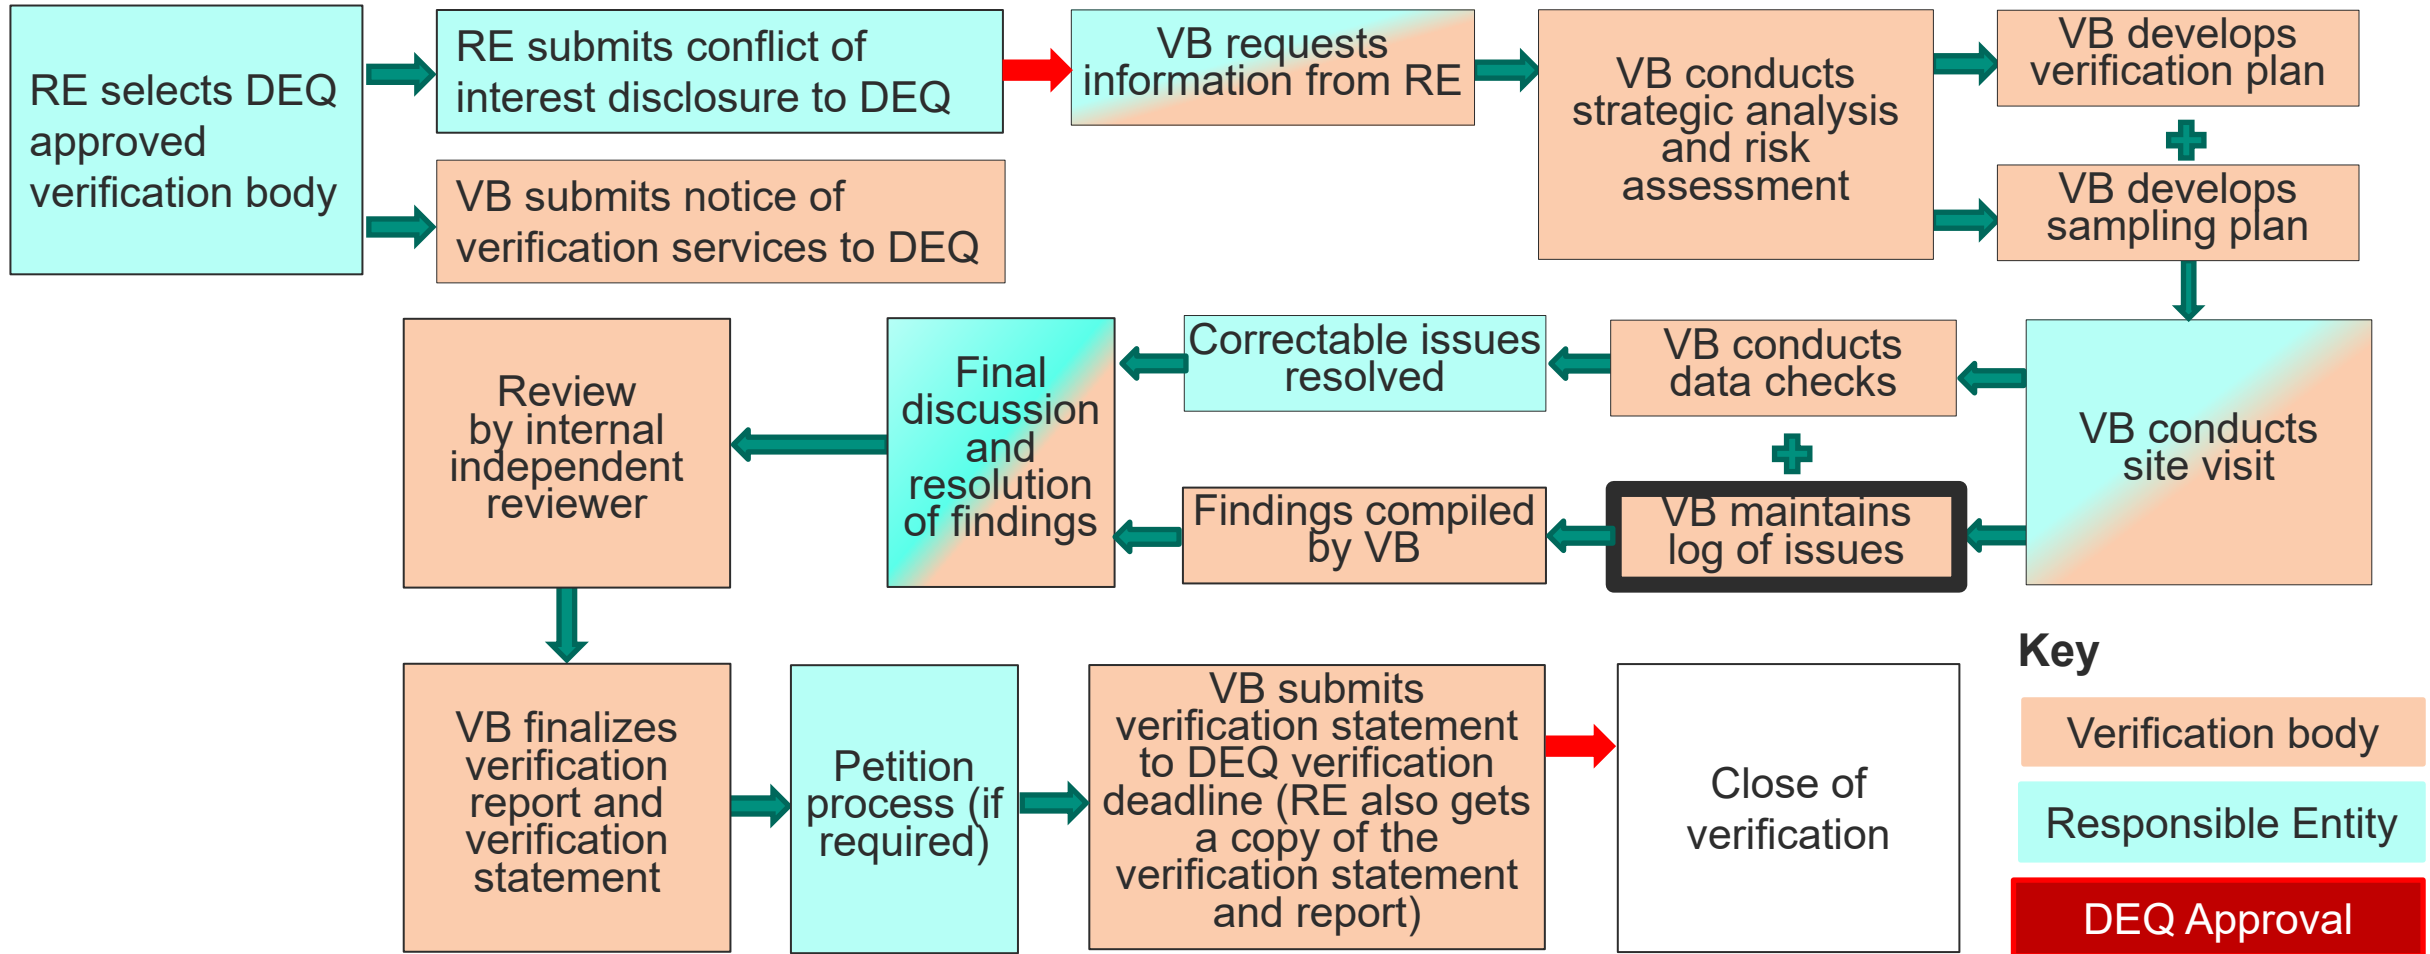 RE selects DEQ
approved
verification body
RE submits conflict of
interest disclosure to DEQ
VB submits notice of
verification services to DEQ
VB requests
information from RE
VB conducts
strategic analysis
and risk
assessment
VB develops
verification plan
VB develops
sampling plan
VB conducts
site visit
VB conducts
data checks
VB maintains
log of issues
Correctable issues
resolved
Findings compiled
by VB
Final
discussion
and
resolution
of findings
Review
by internal
independent
reviewer
VB finalizes
verification
report and
verification
statement
Petition
process (if
required)
VB submits
verification statement
to DEQ verification
deadline (RE also gets
a copy of the
verification statement
and report)
Close of
verification
Key
Verification body
Responsible Entity
DEQ Approval